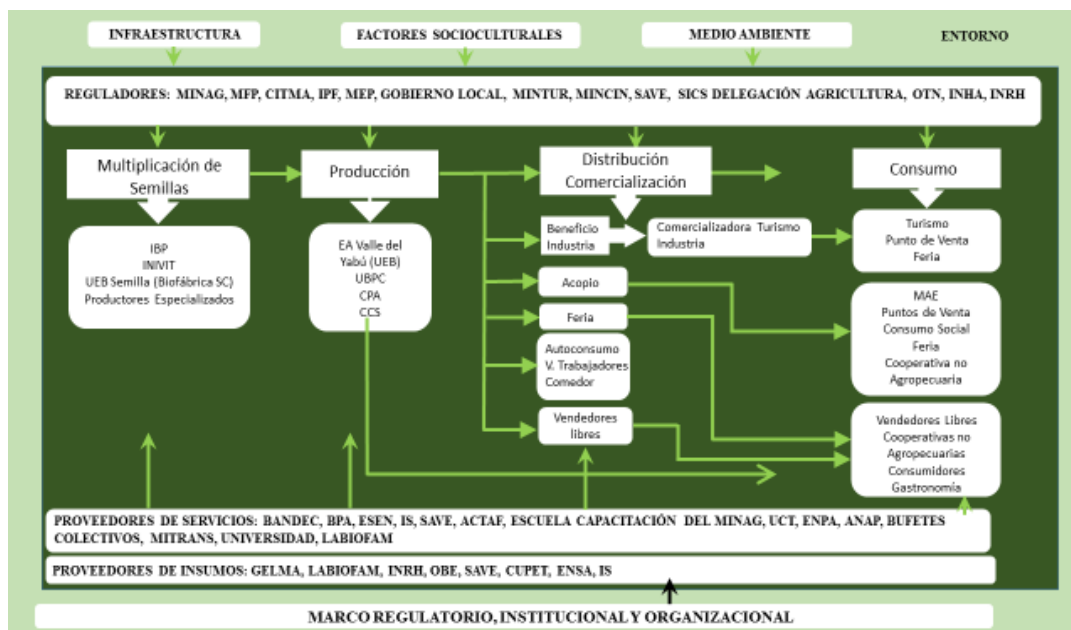 INFRAESTRUCTURA
FACTORES SOCIOCULTURALES
MEDIO AMBIENTE
ENTORNO
REGULADORES: MINAG, MFP, CITMA, IPF, MEP, GOBIERNO LOCAL, MINTUR, MINCIN, SAVE, SICS DELEGACIÓN AGRICULTURA, OTN, INHA, INRH
Multiplicación de
Semillas
Producción
Distribución
Comercialización
Consumo
IBP
INIVIT
UEB Semilla (Biofábrica SC)
Productores Especializados
EA Valle del
Yabú (UEB)
UBPC
CPA
CCS
Beneficio
Industria
Comercializadora Turismo
Industria
Turismo
Punto de Venta
Feria
Acopio
Feria
Autoconsumo
V. Trabajadores
Comedor
Vendedores
libres
MAE
Puntos de Venta
Consumo Social
Feria
Cooperativa no
Agropecuaria
Vendedores Libres
Cooperativas no
Agropecuarias
Consumidores
Gastronomía
PROVEEDORES DE SERVICIOS: BANDEC, BPA, ESEN, IS, SAVE, ACTAF, ESCUELA CAPACITACIÓN DEL MINAG, UCT, ENPA, ANAP, BUFETES
COLECTIVOS, MITRANS, UNIVERSIDAD, LABIOFAM
PROVEEDORES DE INSUMOS: GELMA, LABIOFAM, INRH, OBE, SAVE, CUPET, ENSA, IS
MARCO REGULATORIO, INSTITUCIONAL Y ORGANIZACIONAL